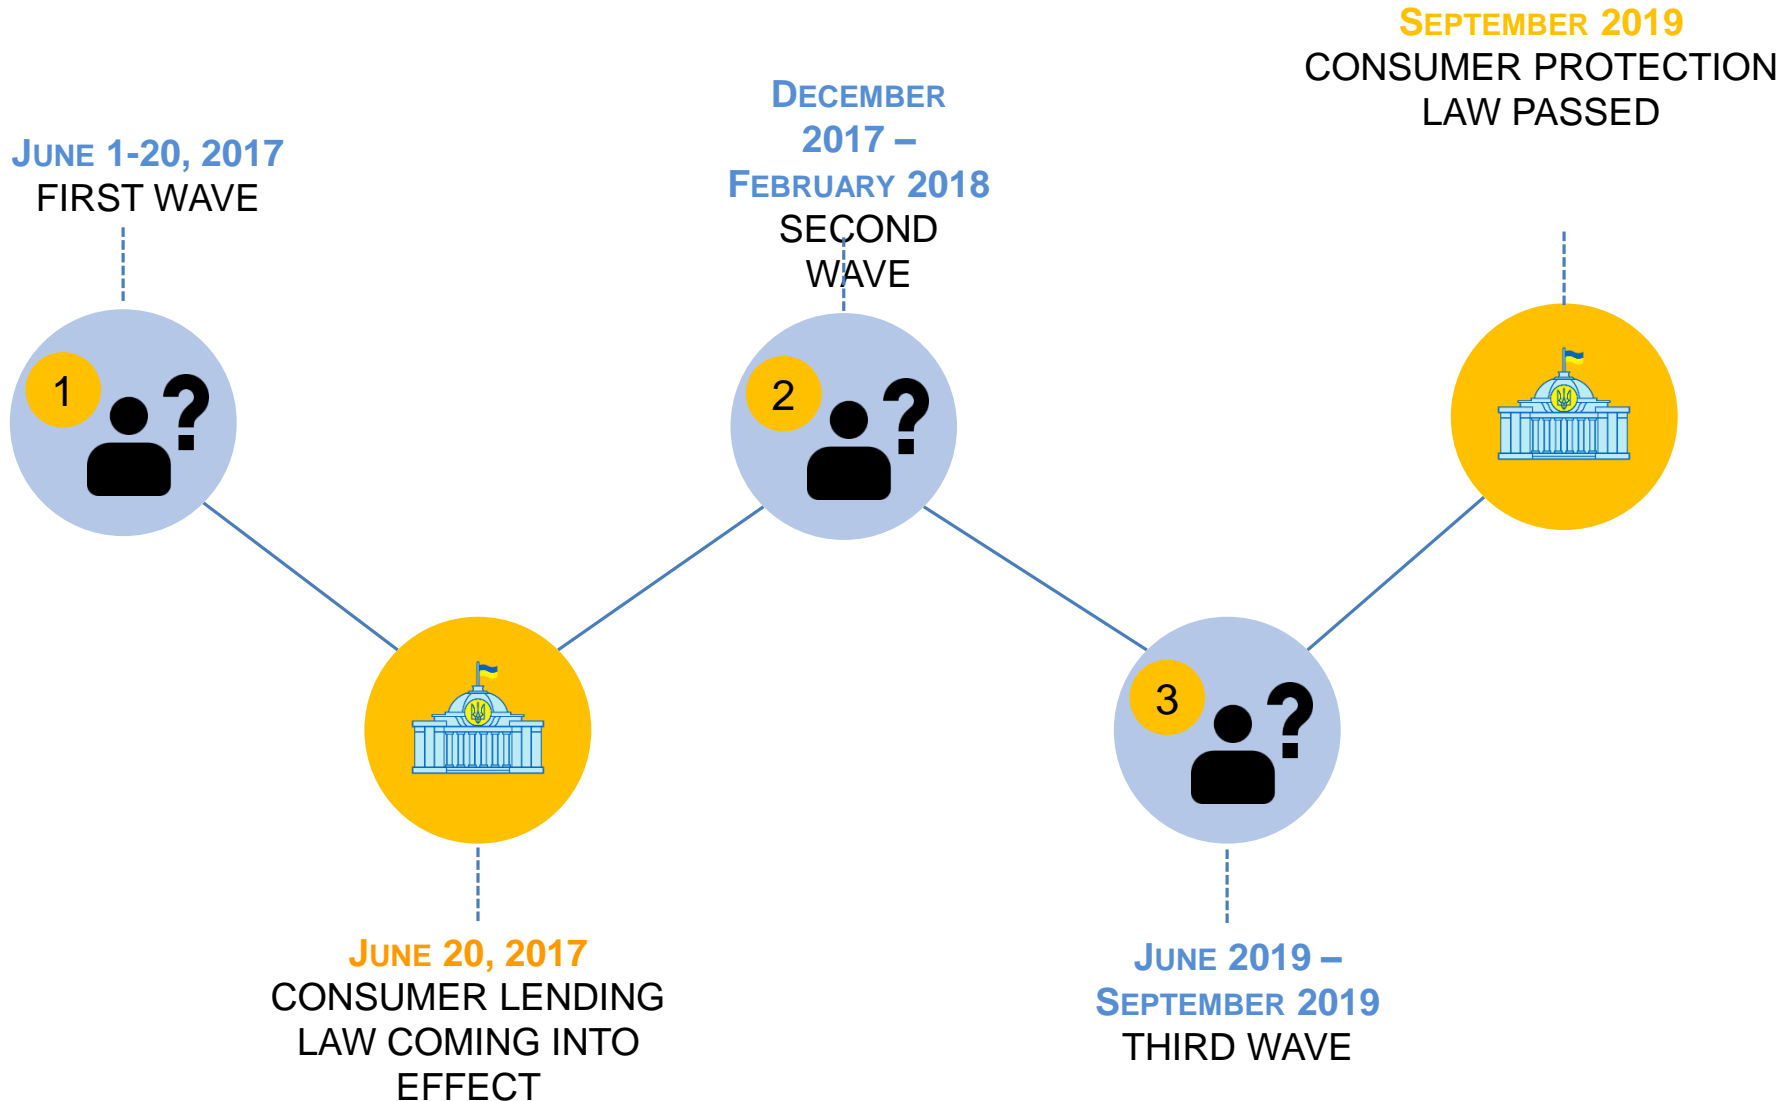 JUNE 1-20, 2017
FIRST WAVE
1
JUNE 20, 2017
CONSUMER LENDING
LAW COMING INTO
EFFECT
DECEMBER
2017 –
FEBRUARY 2018
SECOND
WAVE
2
JUNE 2019 –
SEPTEMBER 2019
THIRD WAVE
3
SEPTEMBER 2019
CONSUMER PROTECTION
LAW PASSED